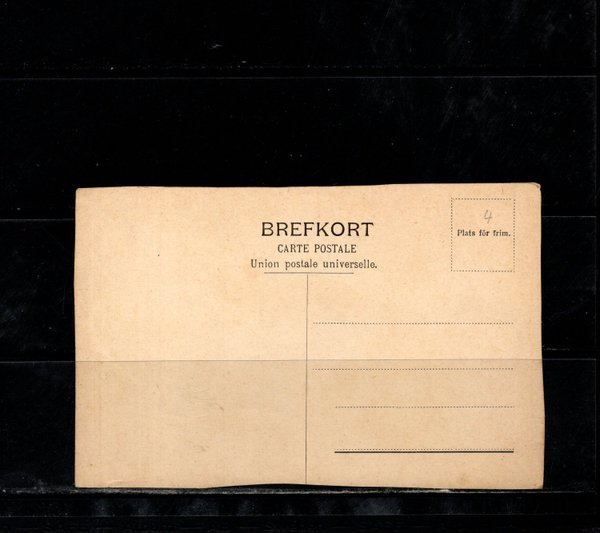 BREFKORT
CARTE POSTALE
Union postale universelle.
4
Plats för frim.